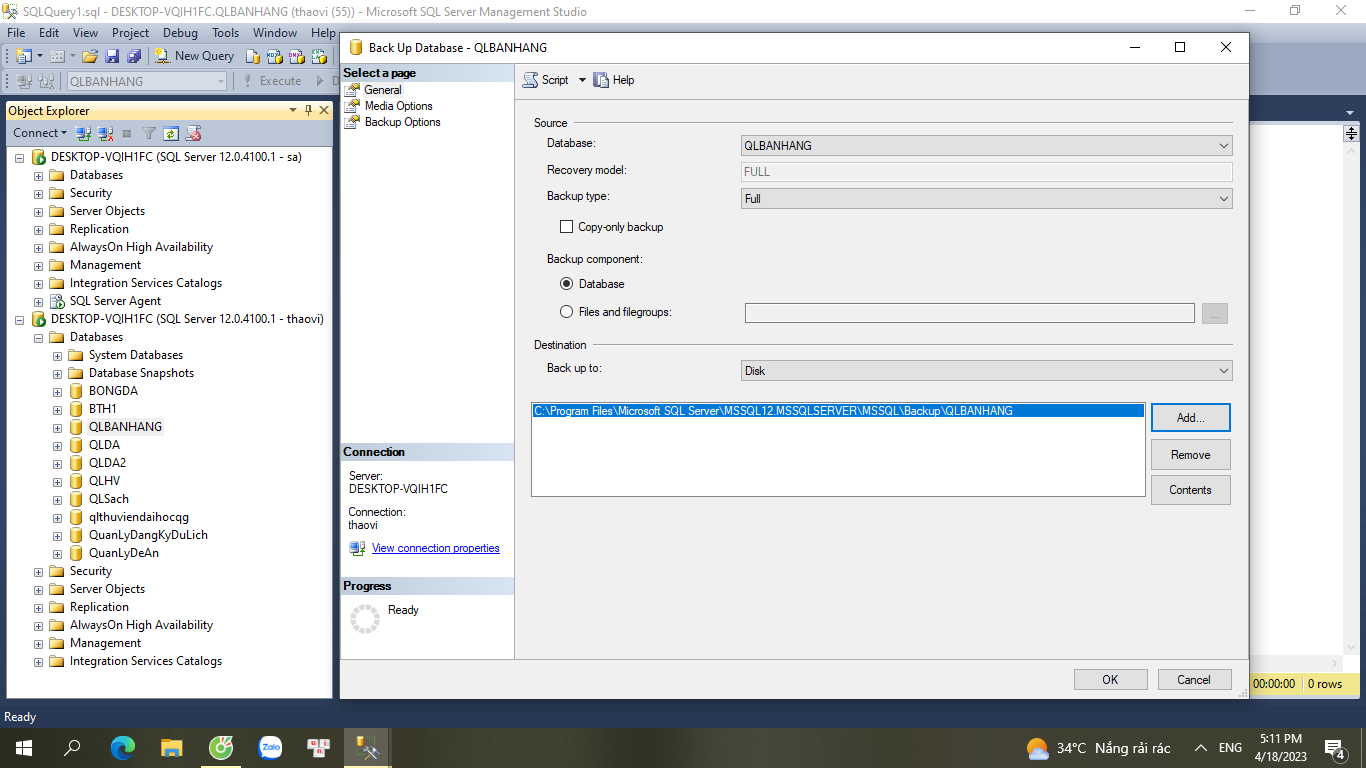 SQLQuery1.sql - DESKTOP-VQIH1FC.QLBANHANG (thaovi (55)) - Microsoft SQL Server Management Studio
File Edit View Project Debug Tools Window Help
New Query
QLBANHANG Execute
Object Explorer
Connect
DESKTOP-VQIH1FC (SQL Server 12.0.4100.1 - sa)
Databases
Security
Server Objects
Replication
AlwaysOn High Availability
Management
Integration Services Catalogs
SQL Server Agent
DESKTOP-VQIH1FC (SQL Server 12.0.4100.1 - thaovi)
Databases
System Databases
Database Snapshots
BONGDA
BTH1
QLBANHANG
QLDA
QLDA2
QLHV
QLSach
qlthuviendaihocqg
QuanLyDangKyDuLich
QuanLyDeAn
Security
Server Objects
Replication
AlwaysOn High Availability
Management
Integration Services Catalogs
Back Up Database - QLBANHANG
Select a page
General
Media Options
Backup Options
Connection
Server:
DESKTOP-VQIH1FC
Connection:
thaovi
View connection properties
Progress
Ready
Script Help
Source
Database: QLBANHANG
Recovery model: FULL
Backup type: Full
Copy-only backup
Backup component:
Database
Files and filegroups: ...
Destination
Back up to: Disk
C:\Program Files\Microsoft SQL Server\MSSQL12.MSSQLSERVER\MSSQL\Backup\QLBANHANG
Add...
Remove
Contents
OK Cancel
00:00:00 0 rows
Ready
Zalo
34°C Nắng rải rác ENG
5:11 PM
4/18/2023
4